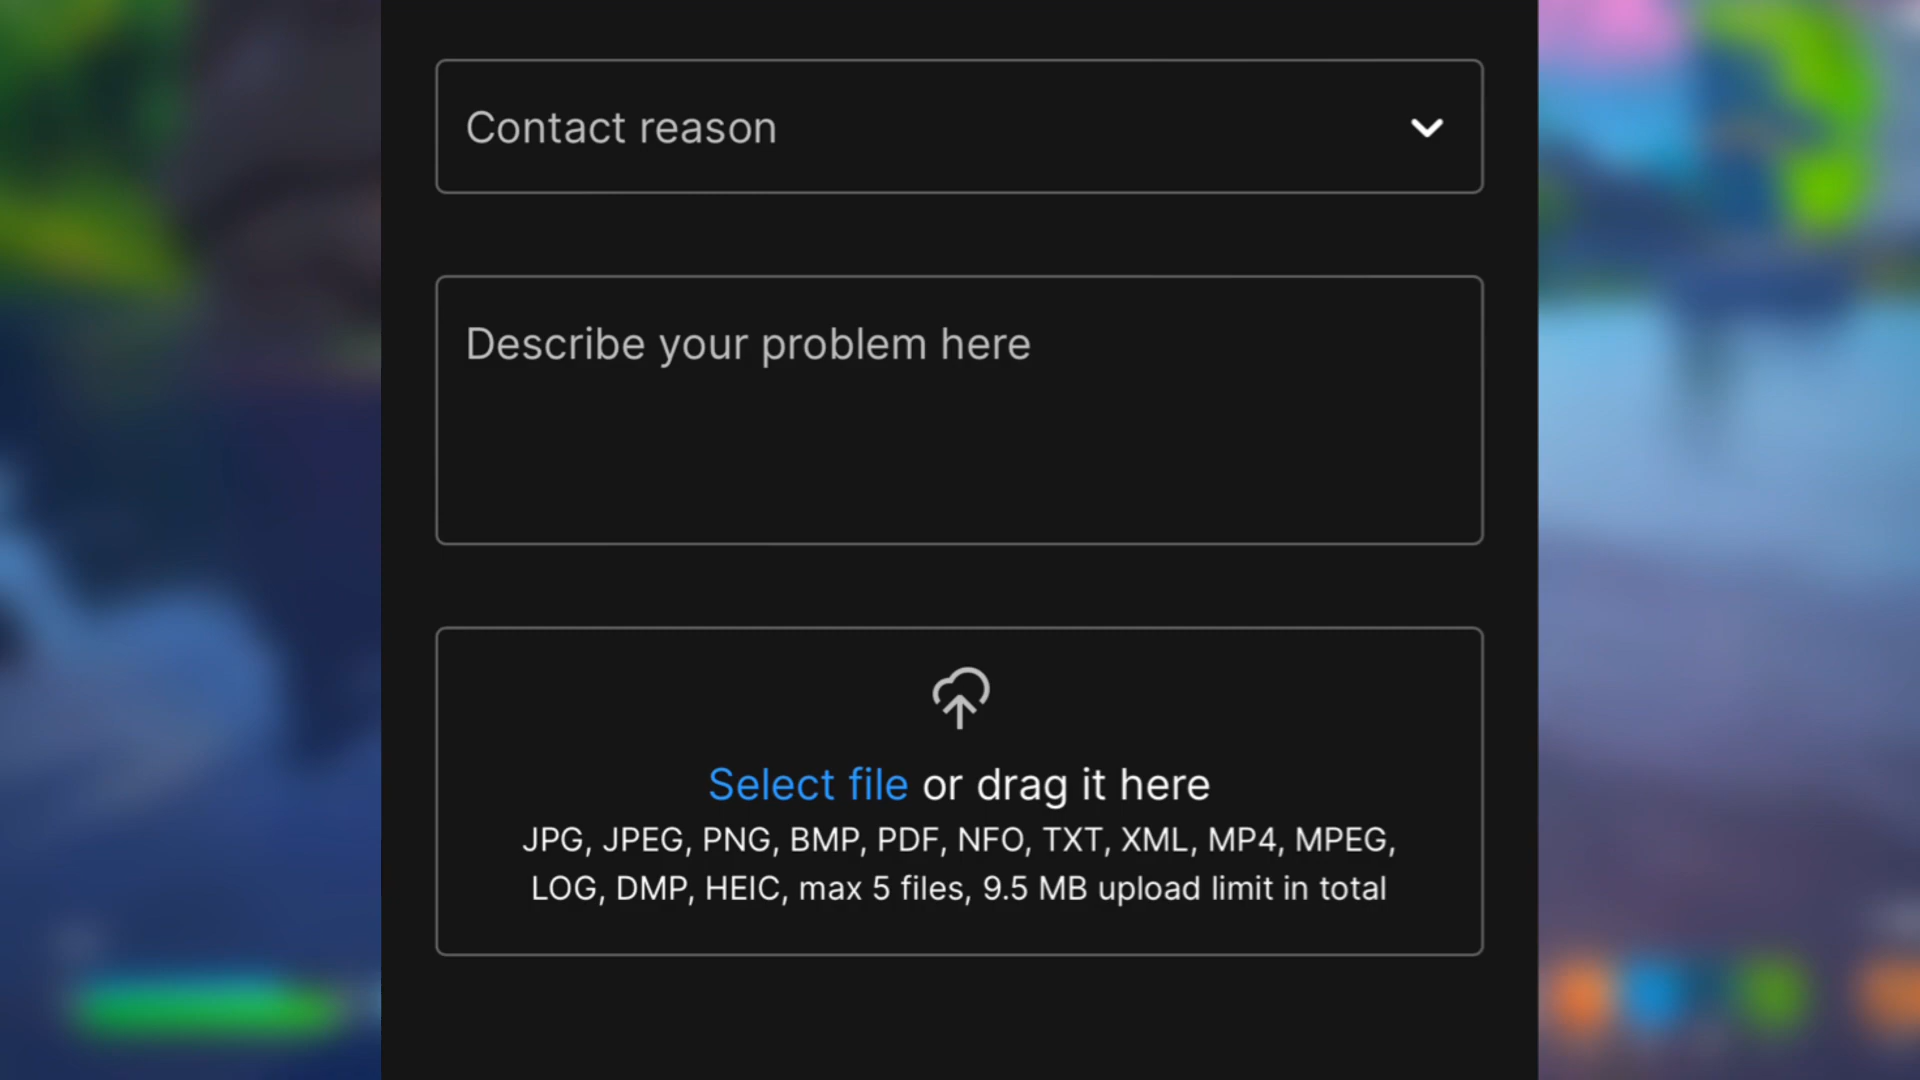 Contact reason
Describe your problem here
Select file or drag it here
JPG, JPEG, PNG, BMP, PDF, NFO, TXT, XML, MP4, MPEG,
LOG, DMP, HEIC, max 5 files, 9.5 MB upload limit in total